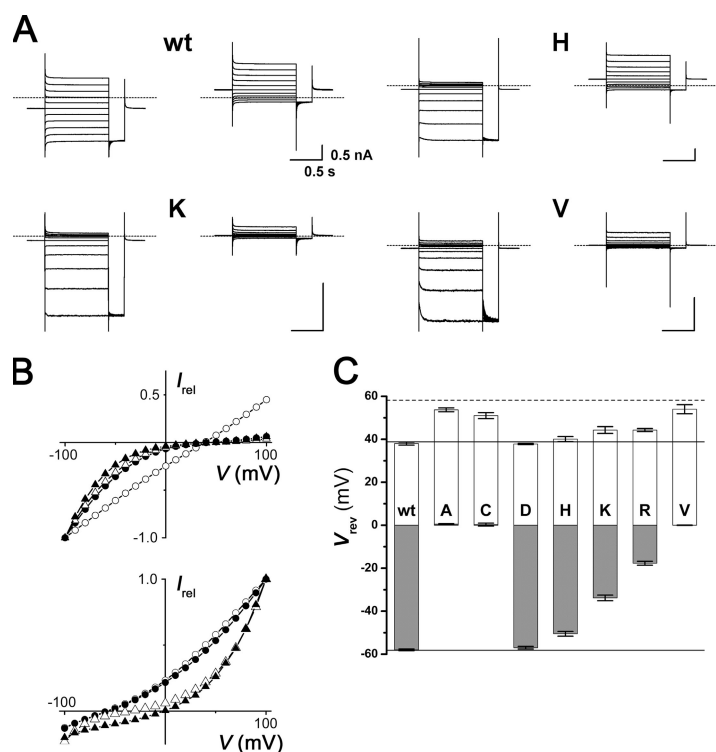 A
wt
H
0.5 nA
0.5 s
K
V
B
I rel
0.5
-100
100
V (mV)
-1.0
1.0
I rel
-100
V (mV)
100
C
V rev (mV)
60
40
20
0
-20
-40
-60
wt
A
C
D
H
K
R
V